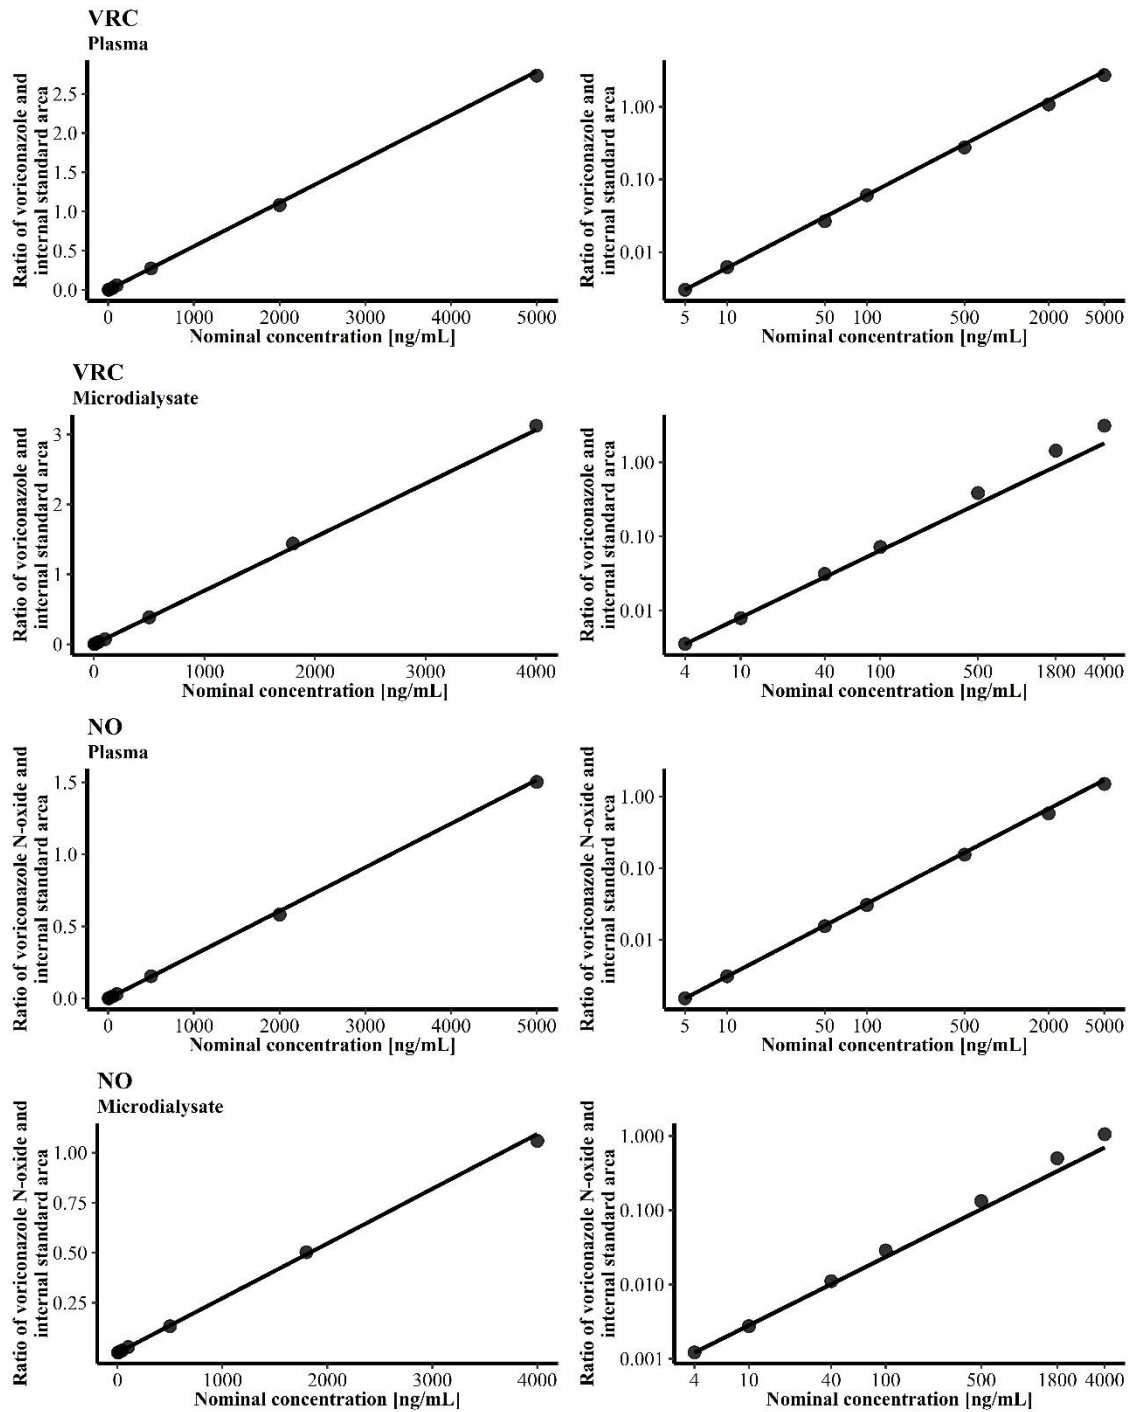 VRC
Plasma
Ratio of voriconazole and
internal standard area
2.5
2.0
1.5
1.0
0.5
0.0
0 1000 2000 3000 4000 5000
Nominal concentration [ng/mL]
Ratio of voriconazole and
internal standard area
1.00
0.10
0.01
5 10 50 100 500 2000 5000
Nominal concentration [ng/mL]
VRC
Microdialysate
Ratio of voriconazole and
internal standard area
3
2
1
0
0 1000 2000 3000 4000
Nominal concentration [ng/mL]
Ratio of voriconazole and
internal standard area
1.00
0.10
0.01
4 10 40 100 500 1800 4000
Nominal concentration [ng/mL]
NO
Plasma
Ratio of voriconazole N-oxide and
internal standard area
1.5
1.0
0.5
0.0
0 1000 2000 3000 4000 5000
Nominal concentration [ng/mL]
Ratio of voriconazole N-oxide and
internal standard area
1.00
0.10
0.01
5 10 50 100 500 2000 5000
Nominal concentration [ng/mL]
NO
Microdialysate
Ratio of voriconazole N-oxide and
internal standard area
1.00
0.75
0.50
0.25
0 1000 2000 3000 4000
Nominal concentration [ng/mL]
Ratio of voriconazole N-oxide and
internal standard area
1.000
0.100
0.010
0.001
4 10 40 100 500 1800 4000
Nominal concentration [ng/mL]